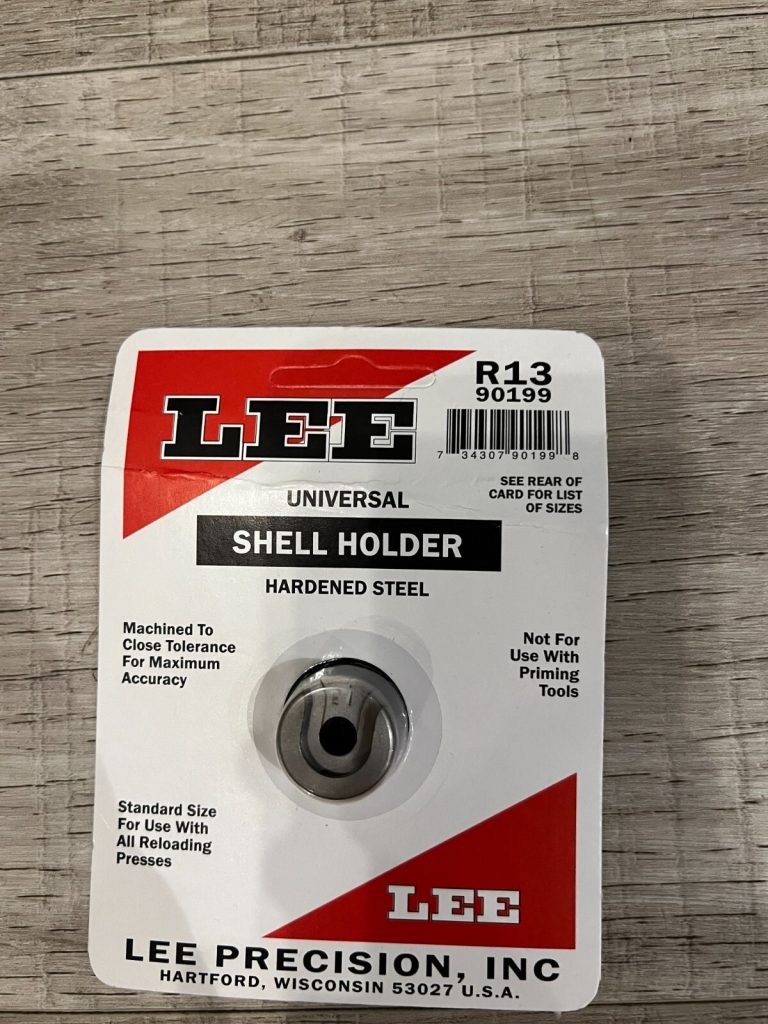 LEE
R13
90199
7 34307 90199 8
SEE REAR OF
CARD FOR LIST
OF SIZES
UNIVERSAL
SHELL HOLDER
HARDENED STEEL
Machined To
Close Tolerance
For Maximum
Accuracy
Not For
Use With
Priming
Tools
Standard Size
For Use With
All Reloading
Presses
LEE
LEE PRECISION, INC
HARTFORD, WISCONSIN 53027 U.S.A.